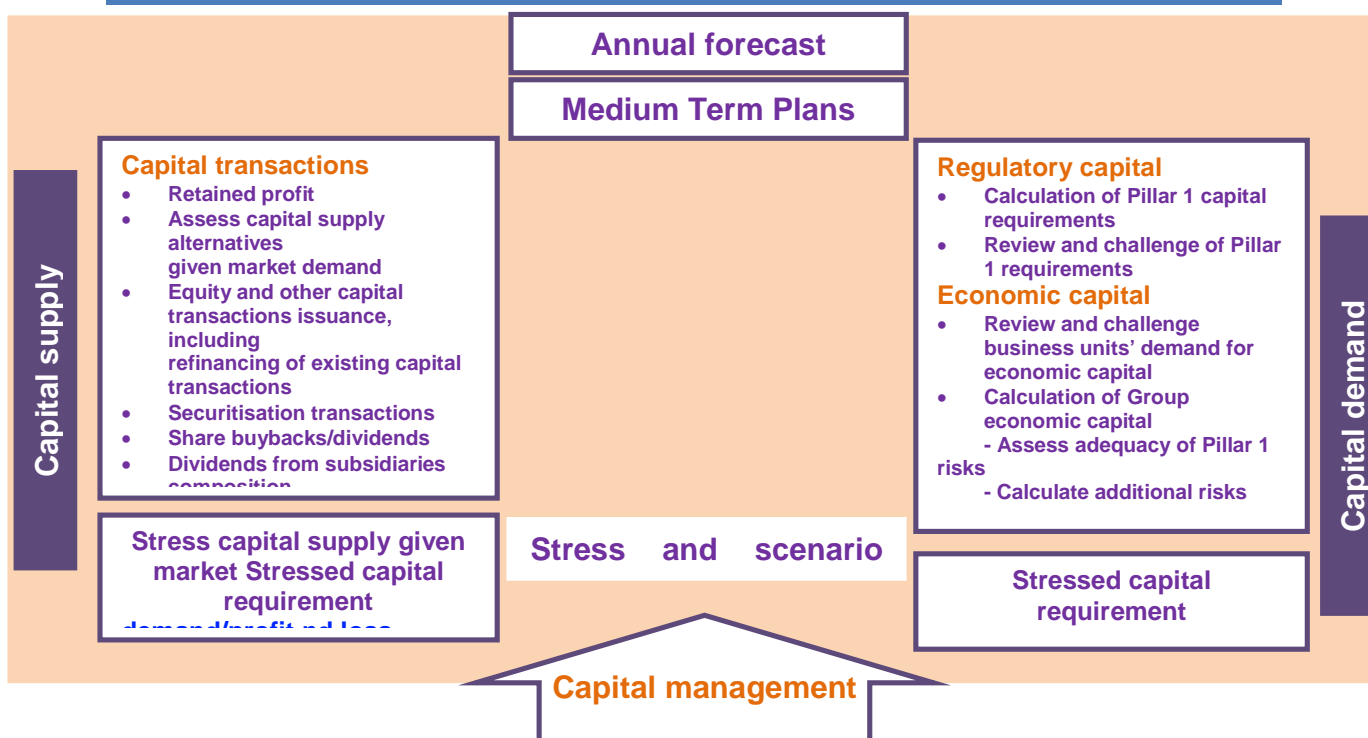 Annual forecast
Medium Term Plans
Capital supply
Capital transactions
• Retained profit
• Assess capital supply
alternatives
given market demand
• Equity and other capital
transactions issuance,
including
refinancing of existing capital
transactions
• Securitisation transactions
• Share buybacks/dividends
• Dividends from subsidiaries
composition
Stress capital supply given
market Stressed capital
requirement
Stress and scenario
Regulatory capital
• Calculation of Pillar 1 capital
requirements
• Review and challenge of Pillar
1 requirements
Economic capital
• Review and challenge
business units' demand for
economic capital
• Calculation of Group
economic capital
- Assess adequacy of Pillar 1
risks
- Calculate additional risks
Stressed capital
requirement
Capital demand
Capital management